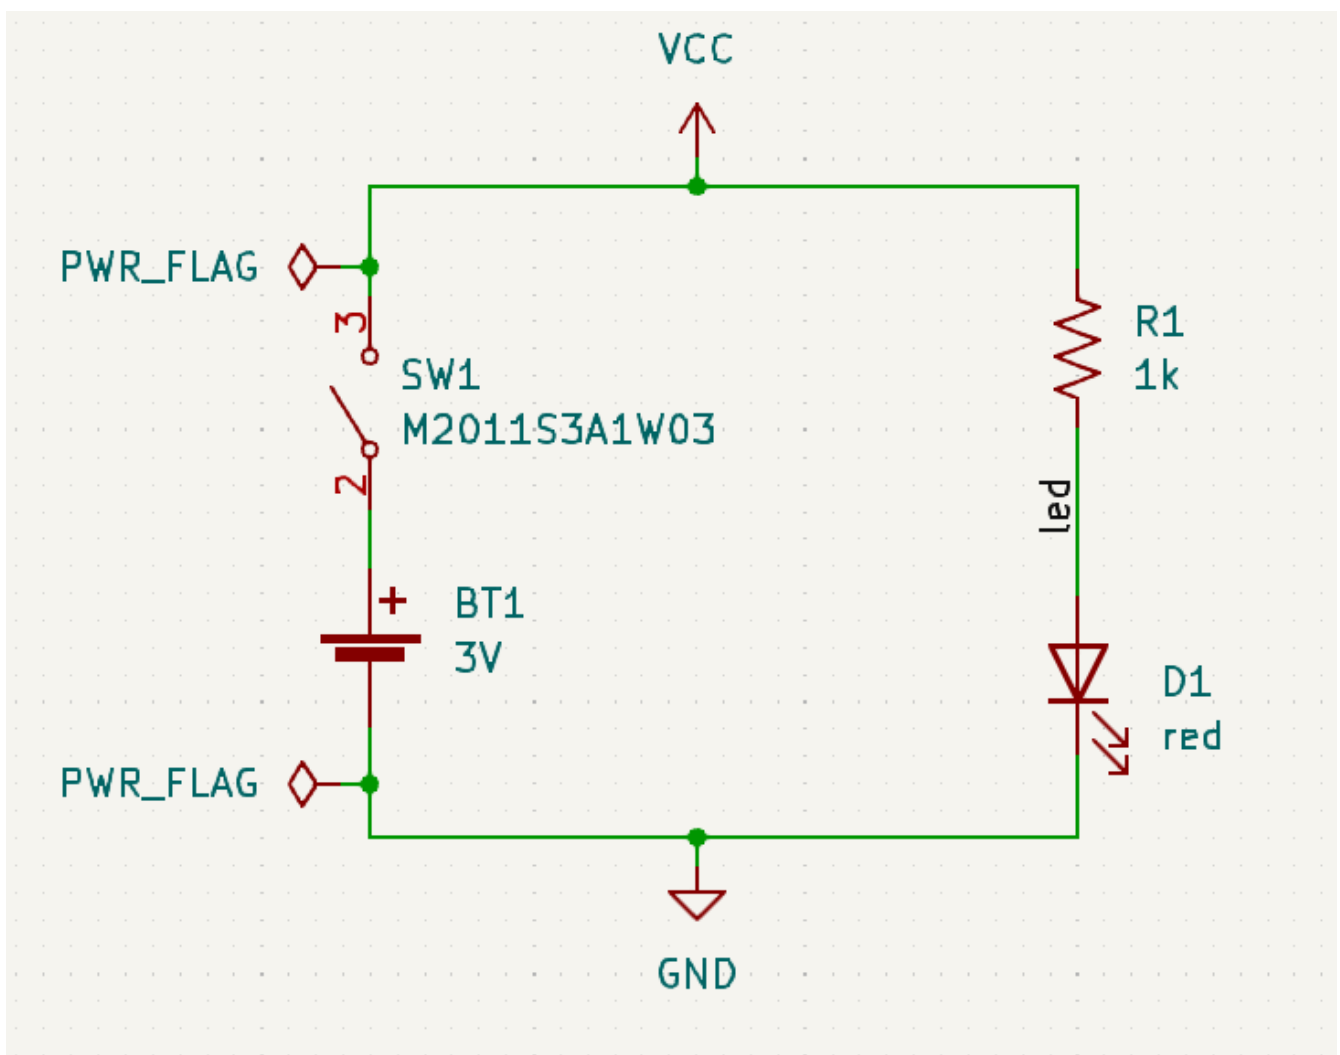 VCC
PWR_FLAG
3
SW1
M2011S3A1W03
2
R1
1k
led
+
BT1
3V
D1
red
PWR_FLAG
GND